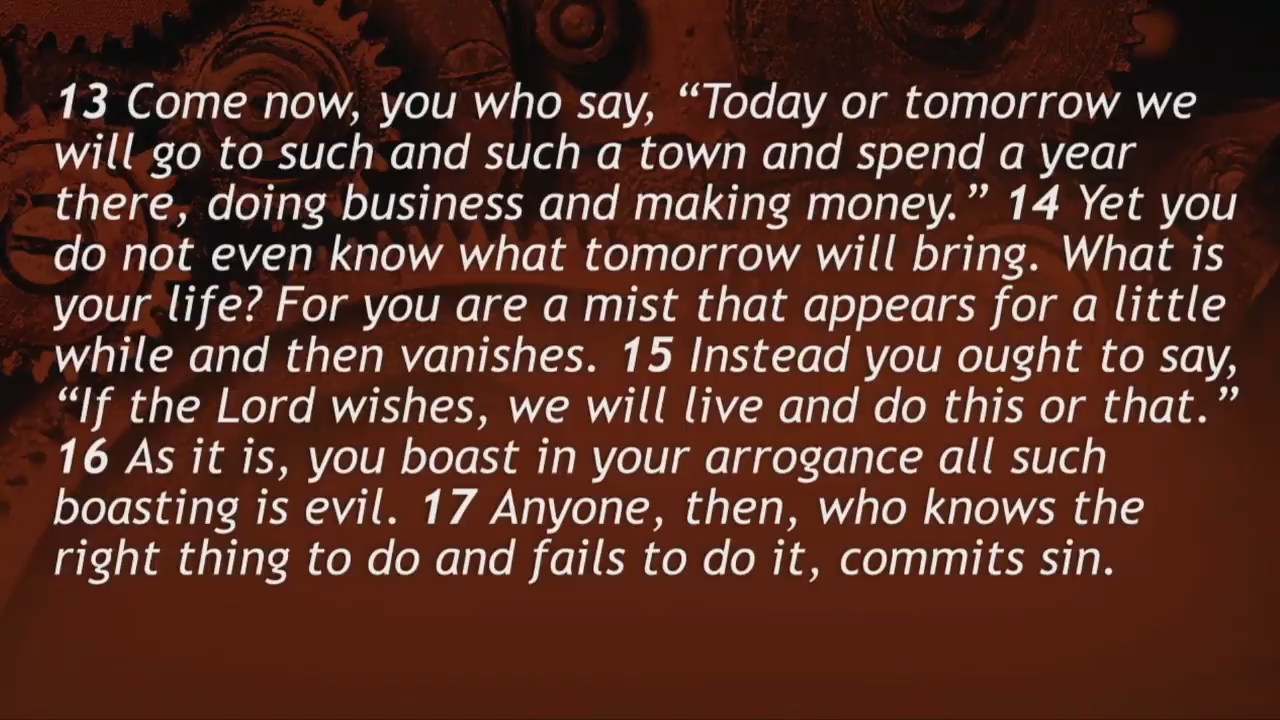 13 Come now, you who say, “Today or tomorrow we
will go to such and such a town and spend a year
there, doing business and making money.” 14 Yet you
do not even know what tomorrow will bring. What is
your life? For you are a mist that appears for a little
while and then vanishes. 15 Instead you ought to say,
“If the Lord wishes, we will live and do this or that.”
16 As it is, you boast in your arrogance all such
boasting is evil. 17 Anyone, then, who knows the
right thing to do and fails to do it, commits sin.